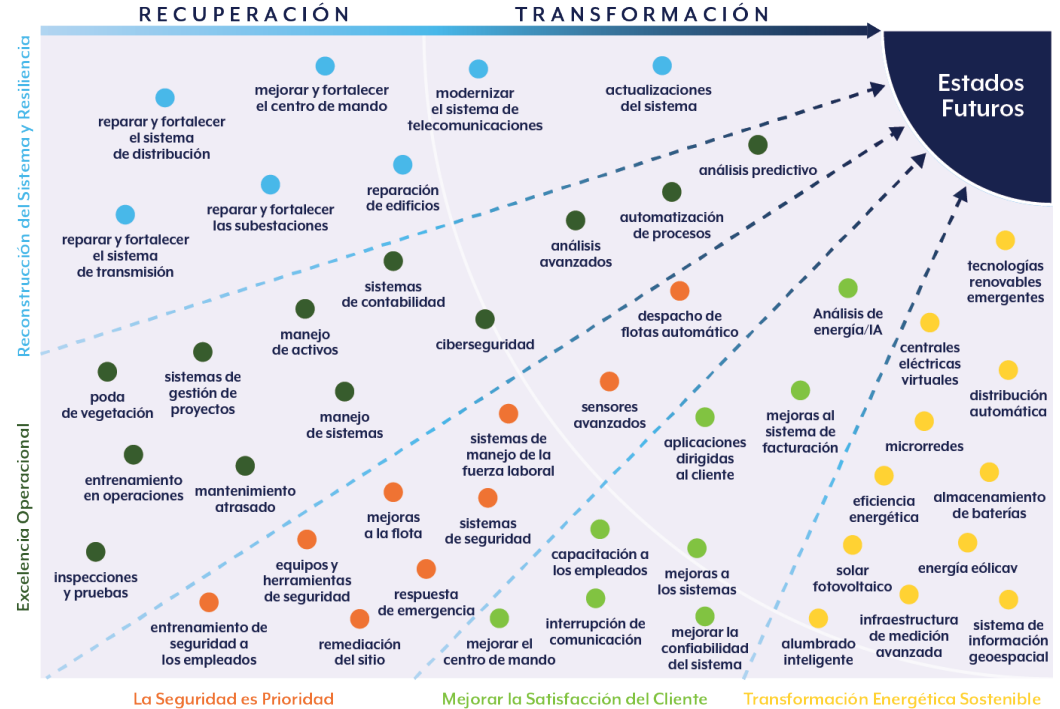 RECUPERACIÓN
TRANSFORMACIÓN
Estados
Futuros
Reconstrucción del Sistema y Resiliencia
mejorar y fortalecer
el centro de mando
modernizar
el sistema de
telecomunicaciones
actualizaciones
del sistema
reparar y fortalecer
el sistema
de distribución
reparación
de edificios
reparar y fortalecer
las subestaciones
reparar y fortalecer
el sistema
de transmisión
Excelencia Operacional
análisis predictivo
automatización
de procesos
análisis
avanzados
sistemas
de contabilidad
manejo
de activos
ciberseguridad
sistemas de
gestión de
proyectos
poda
de vegetación
manejo
de sistemas
entrenamiento
en operaciones
mantenimiento
atrasado
inspecciones
y pruebas
despacho de
flotas automático
sensores
avanzados
sistemas de
manejo de la
fuerza laboral
mejoras
a la flota
sistemas
de seguridad
equipos y
herramientas
de seguridad
respuesta
de emergencia
entrenamiento de
seguridad a
los empleados
remediación
del sitio
La Seguridad es Prioridad
Análisis de
energía/IA
mejoras al
sistema de
facturación
aplicaciones
dirigidas
al cliente
capacitación a
los empleados
mejoras a
los sistemas
mejorar el
centro de mando
interrupción de
comunicación
mejorar la
confiabilidad
del sistema
Mejorar la Satisfacción del Cliente
tecnologías
renovables
emergentes
centrales
eléctricas
virtuales
distribución
automática
microrredes
eficiencia
energética
almacenamiento
de baterías
solar
fotovoltaico
energía eólicav
alumbrado
inteligente
infraestructura
de medición
avanzada
sistema de
información
geoespacial
Transformación Energética Sostenible